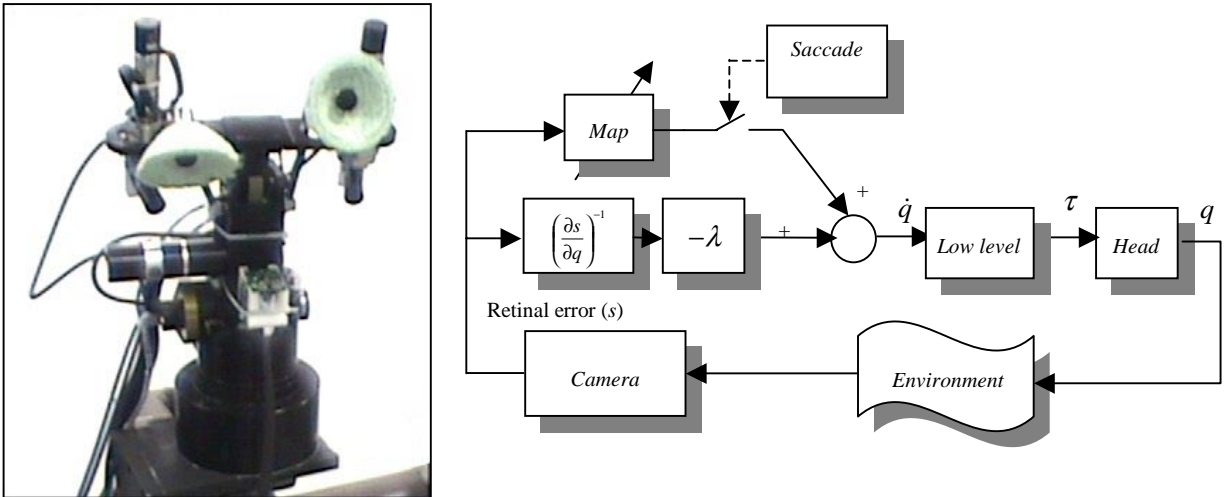 Saccade
Map
+
(∂s/∂q)⁻¹
−λ
+
q̇
Low level
τ
Head
q
Retinal error (s)
Camera
Environment